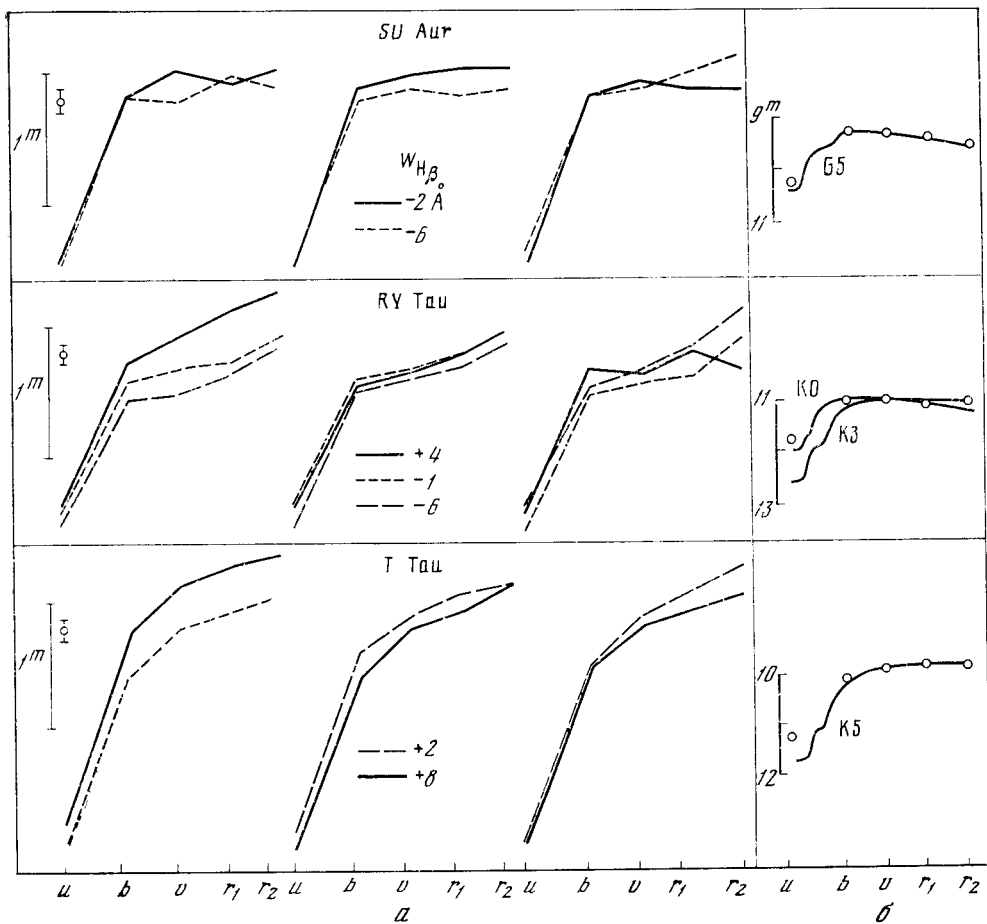 SU Aur
1 m
W Hβ
-2 Å
-6
9 m
11
G5
RY Tau
1 m
+4
-1
-6
11
13
K0
K3
T Tau
1 m
+2
+8
10
12
K5
u b v r1 r2 u b v r1 r2 u b v r1 r2 u b v r1 r2
а б